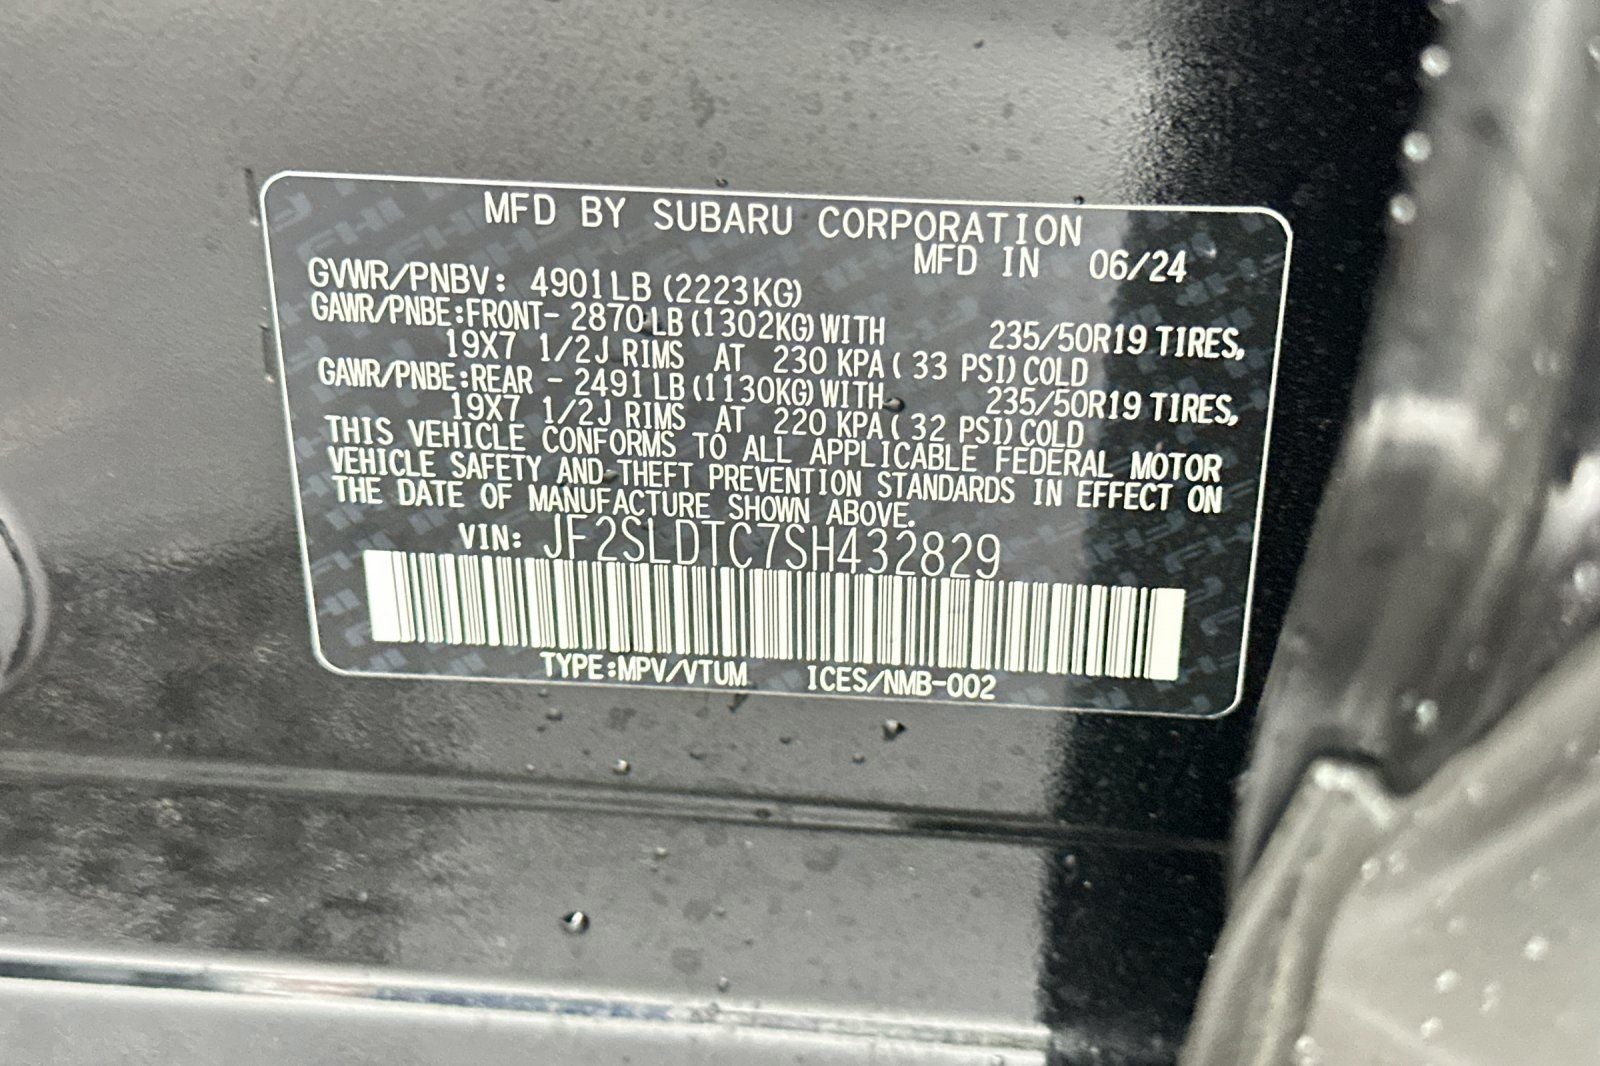 MFD BY SUBARU CORPORATION
MFD IN 06/24
GVWR/PNBV: 4901LB (2223KG)
GAWR/PNBE:FRONT- 2870 LB (1302KG) WITH 235/50R19 TIRES,
19X7 1/2J RIMS AT 230 KPA ( 33 PSI) COLD
GAWR/PNBE:REAR - 2491 LB (1130KG) WITH 235/50R19 TIRES,
19X7 1/2J RIMS AT 220 KPA ( 32 PSI) COLD
THIS VEHICLE CONFORMS TO ALL APPLICABLE FEDERAL MOTOR
VEHICLE SAFETY AND THEFT PREVENTION STANDARDS IN EFFECT ON
THE DATE OF MANUFACTURE SHOWN ABOVE.
VIN: JF2SLDTC7SH432829
TYPE:MPV/VTUM ICES/NMB-002